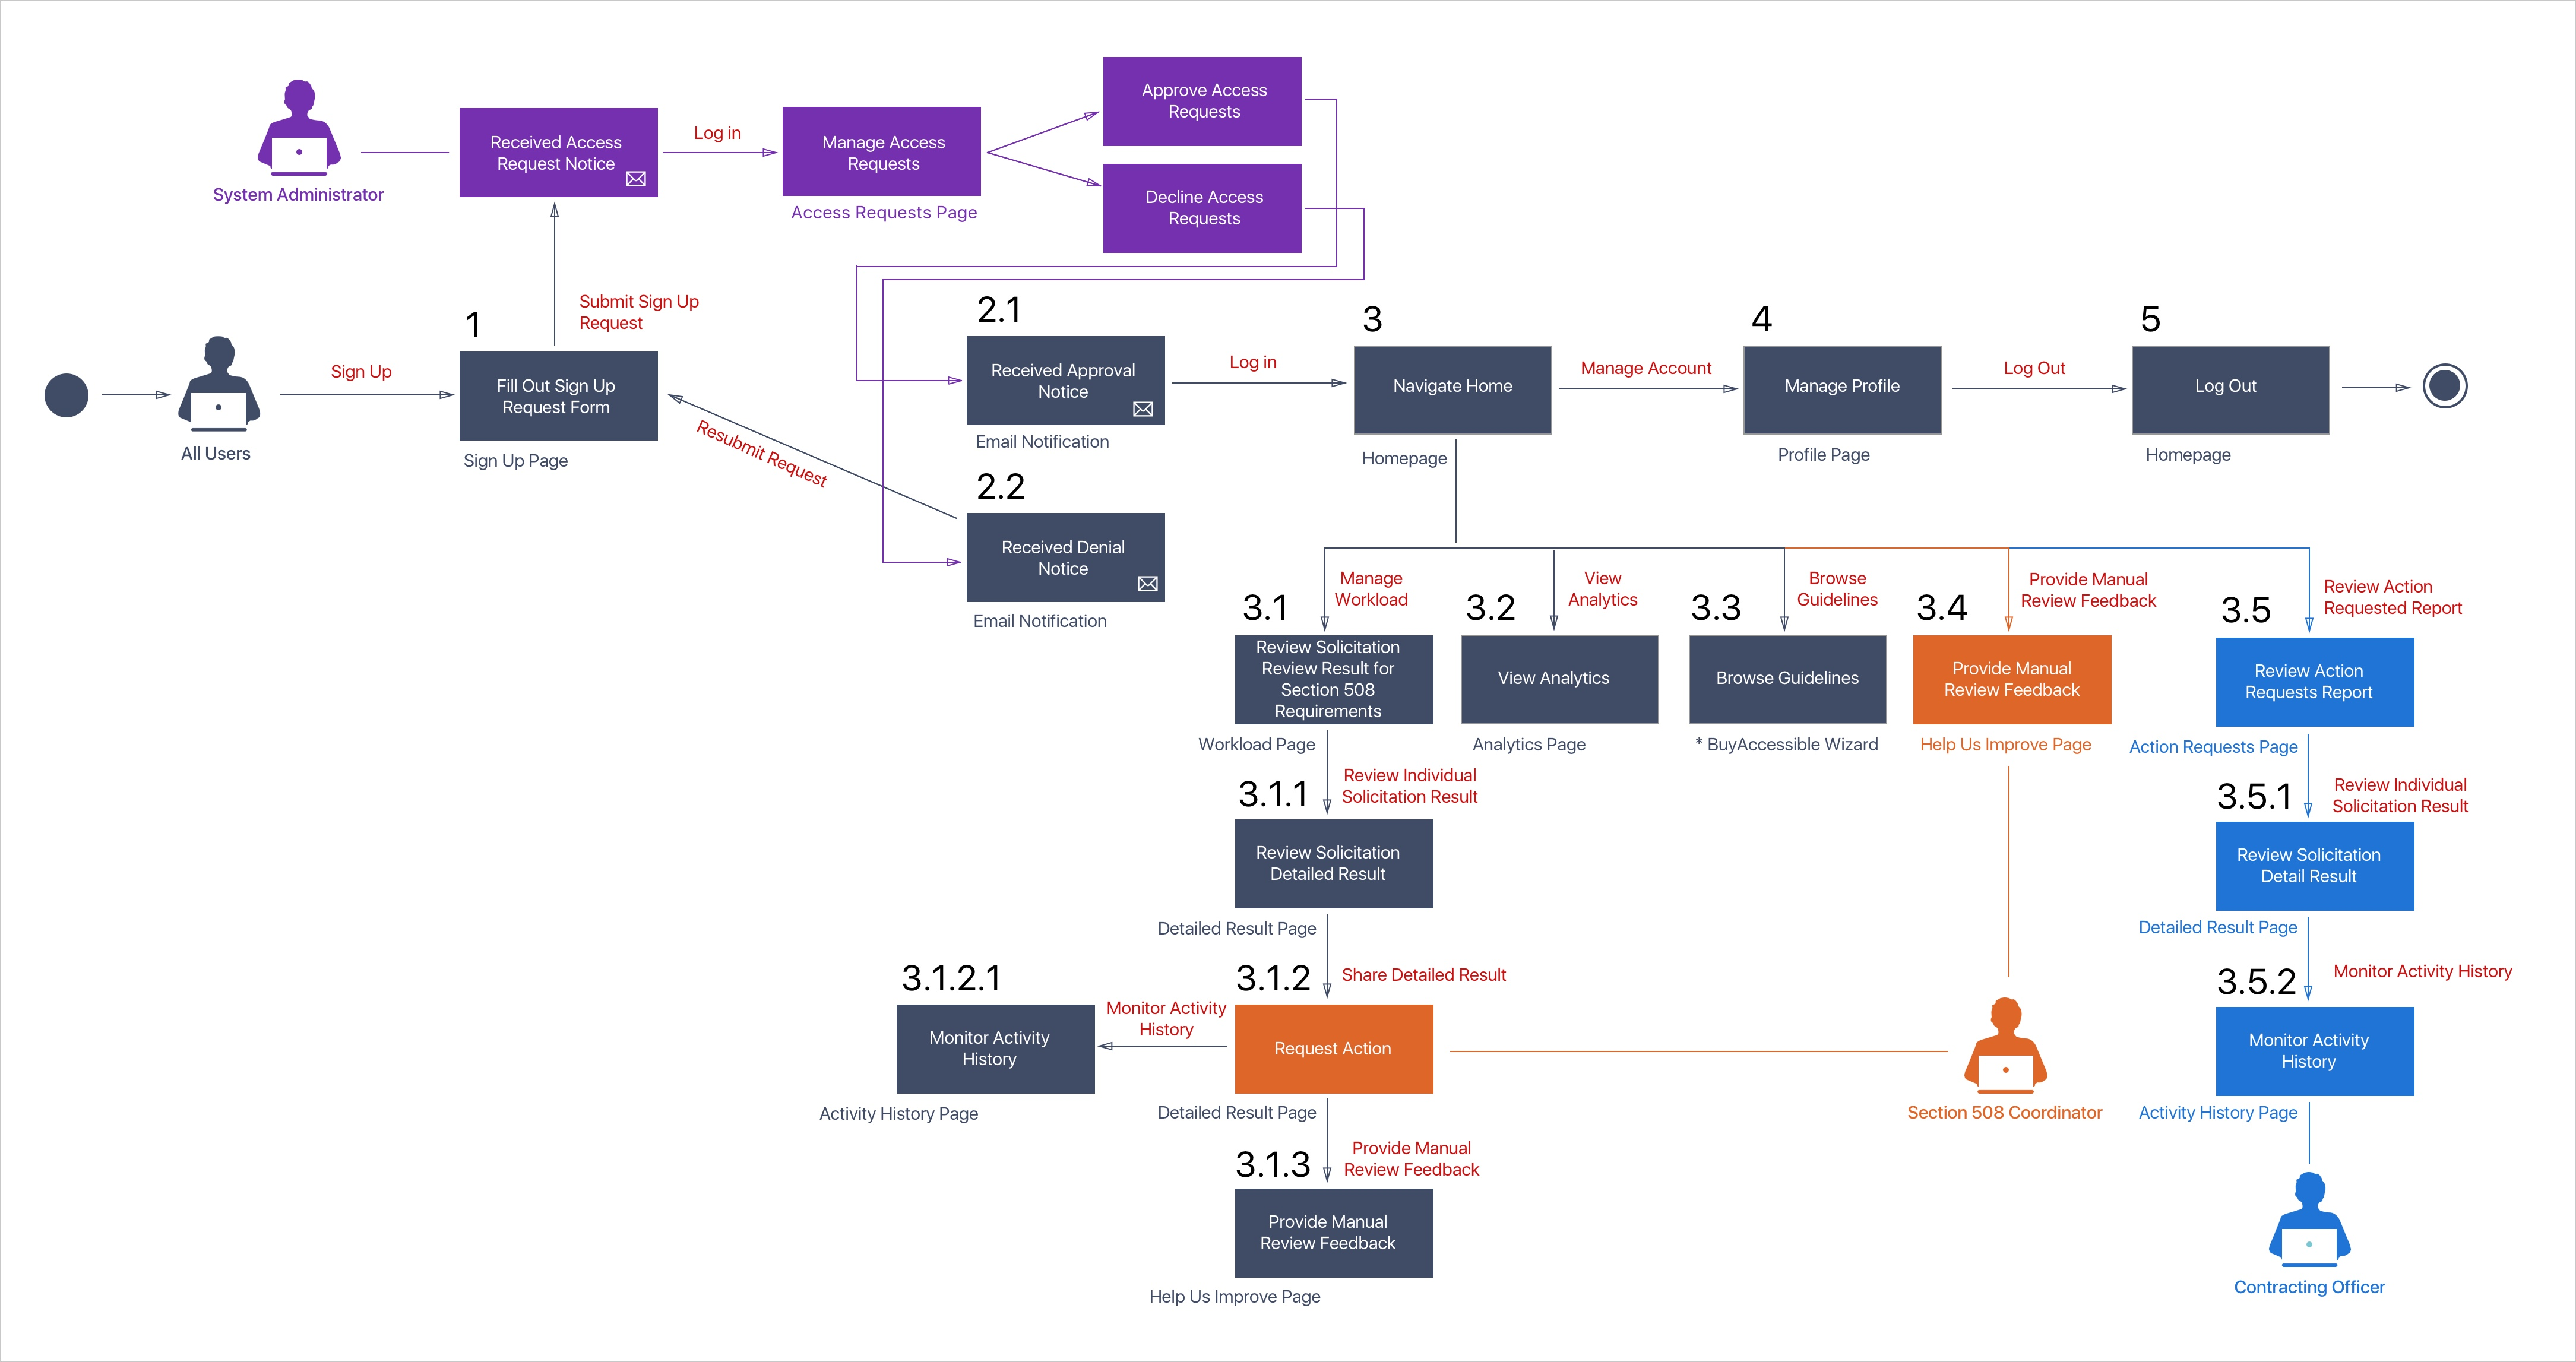 Approve Access
Requests
Received Access
Request Notice
Log in
Manage Access
Requests
System Administrator
Access Requests Page
Decline Access
Requests
Submit Sign Up
Request
1
Sign Up
Fill Out Sign Up
Request Form
All Users
Sign Up Page
Resubmit Request
2.1
Received Approval
Notice
Email Notification
Log in
2.2
Received Denial
Notice
Email Notification
3
Navigate Home
Homepage
Manage Account
4
Manage Profile
Profile Page
Log Out
5
Log Out
Homepage
Manage
Workload
3.1
Review Solicitation
Review Result for
Section 508
Requirements
Workload Page
View
Analytics
3.2
View Analytics
Analytics Page
Browse
Guidelines
3.3
Browse Guidelines
* BuyAccessible Wizard
Provide Manual
Review Feedback
3.4
Provide Manual
Review Feedback
Help Us Improve Page
Review Action
Requested Report
3.5
Review Action
Requests Report
Action Requests Page
Review Individual
Solicitation Result
3.1.1
Review Solicitation
Detailed Result
Detailed Result Page
Share Detailed Result
3.1.2
Request Action
Detailed Result Page
Monitor Activity
History
3.1.2.1
Monitor Activity
History
Activity History Page
Provide Manual
Review Feedback
3.1.3
Provide Manual
Review Feedback
Help Us Improve Page
Section 508 Coordinator
Review Individual
Solicitation Result
3.5.1
Review Solicitation
Detail Result
Detailed Result Page
Monitor Activity History
3.5.2
Monitor Activity
History
Activity History Page
Contracting Officer